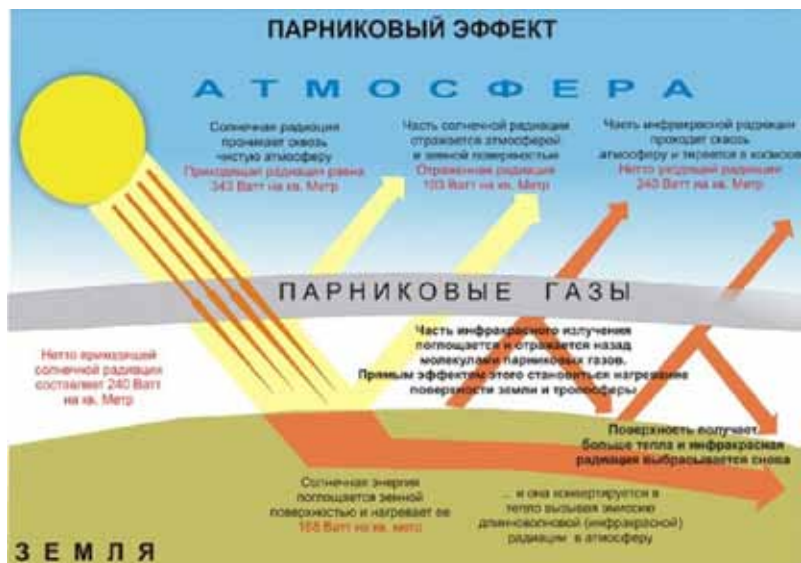 ПАРНИКОВЫЙ ЭФФЕКТ
АТМОСФЕРА
Солнечная радиация
проникает сквозь
чистую атмосферу
Приходящая радиация равна
343 Ватт на кв. Метр
Часть солнечной радиации
отражается атмосферой
и земной поверхностью
Отраженная радиация
103 Ватт на кв. Метр
Часть инфракрасной радиации
проходит сквозь
атмосферу и теряется в космосе
Нетто уходящей радиации
240 Ватт на кв. Метр
ПАРНИКОВЫЕ ГАЗЫ
Нетто приходящей
солнечной радиации
составляет 240 Ватт
на кв. Метр
Часть инфракрасного излучения
поглощается и отражается назад
молекулами парниковых газов.
Прямым эффектом этого становиться нагревание
поверхности земли и тропосферы
Поверхность получает
больше тепла и инфракрасная
радиация выбрасывается снова
Солнечная энергия
поглощается земной
поверхностью и нагревает ее
168 Ватт на кв. метр
... и она конвертируется в
тепло вызывая эмиссию
длинноволновой (инфракрасной)
радиации в атмосферу
ЗЕМЛЯ